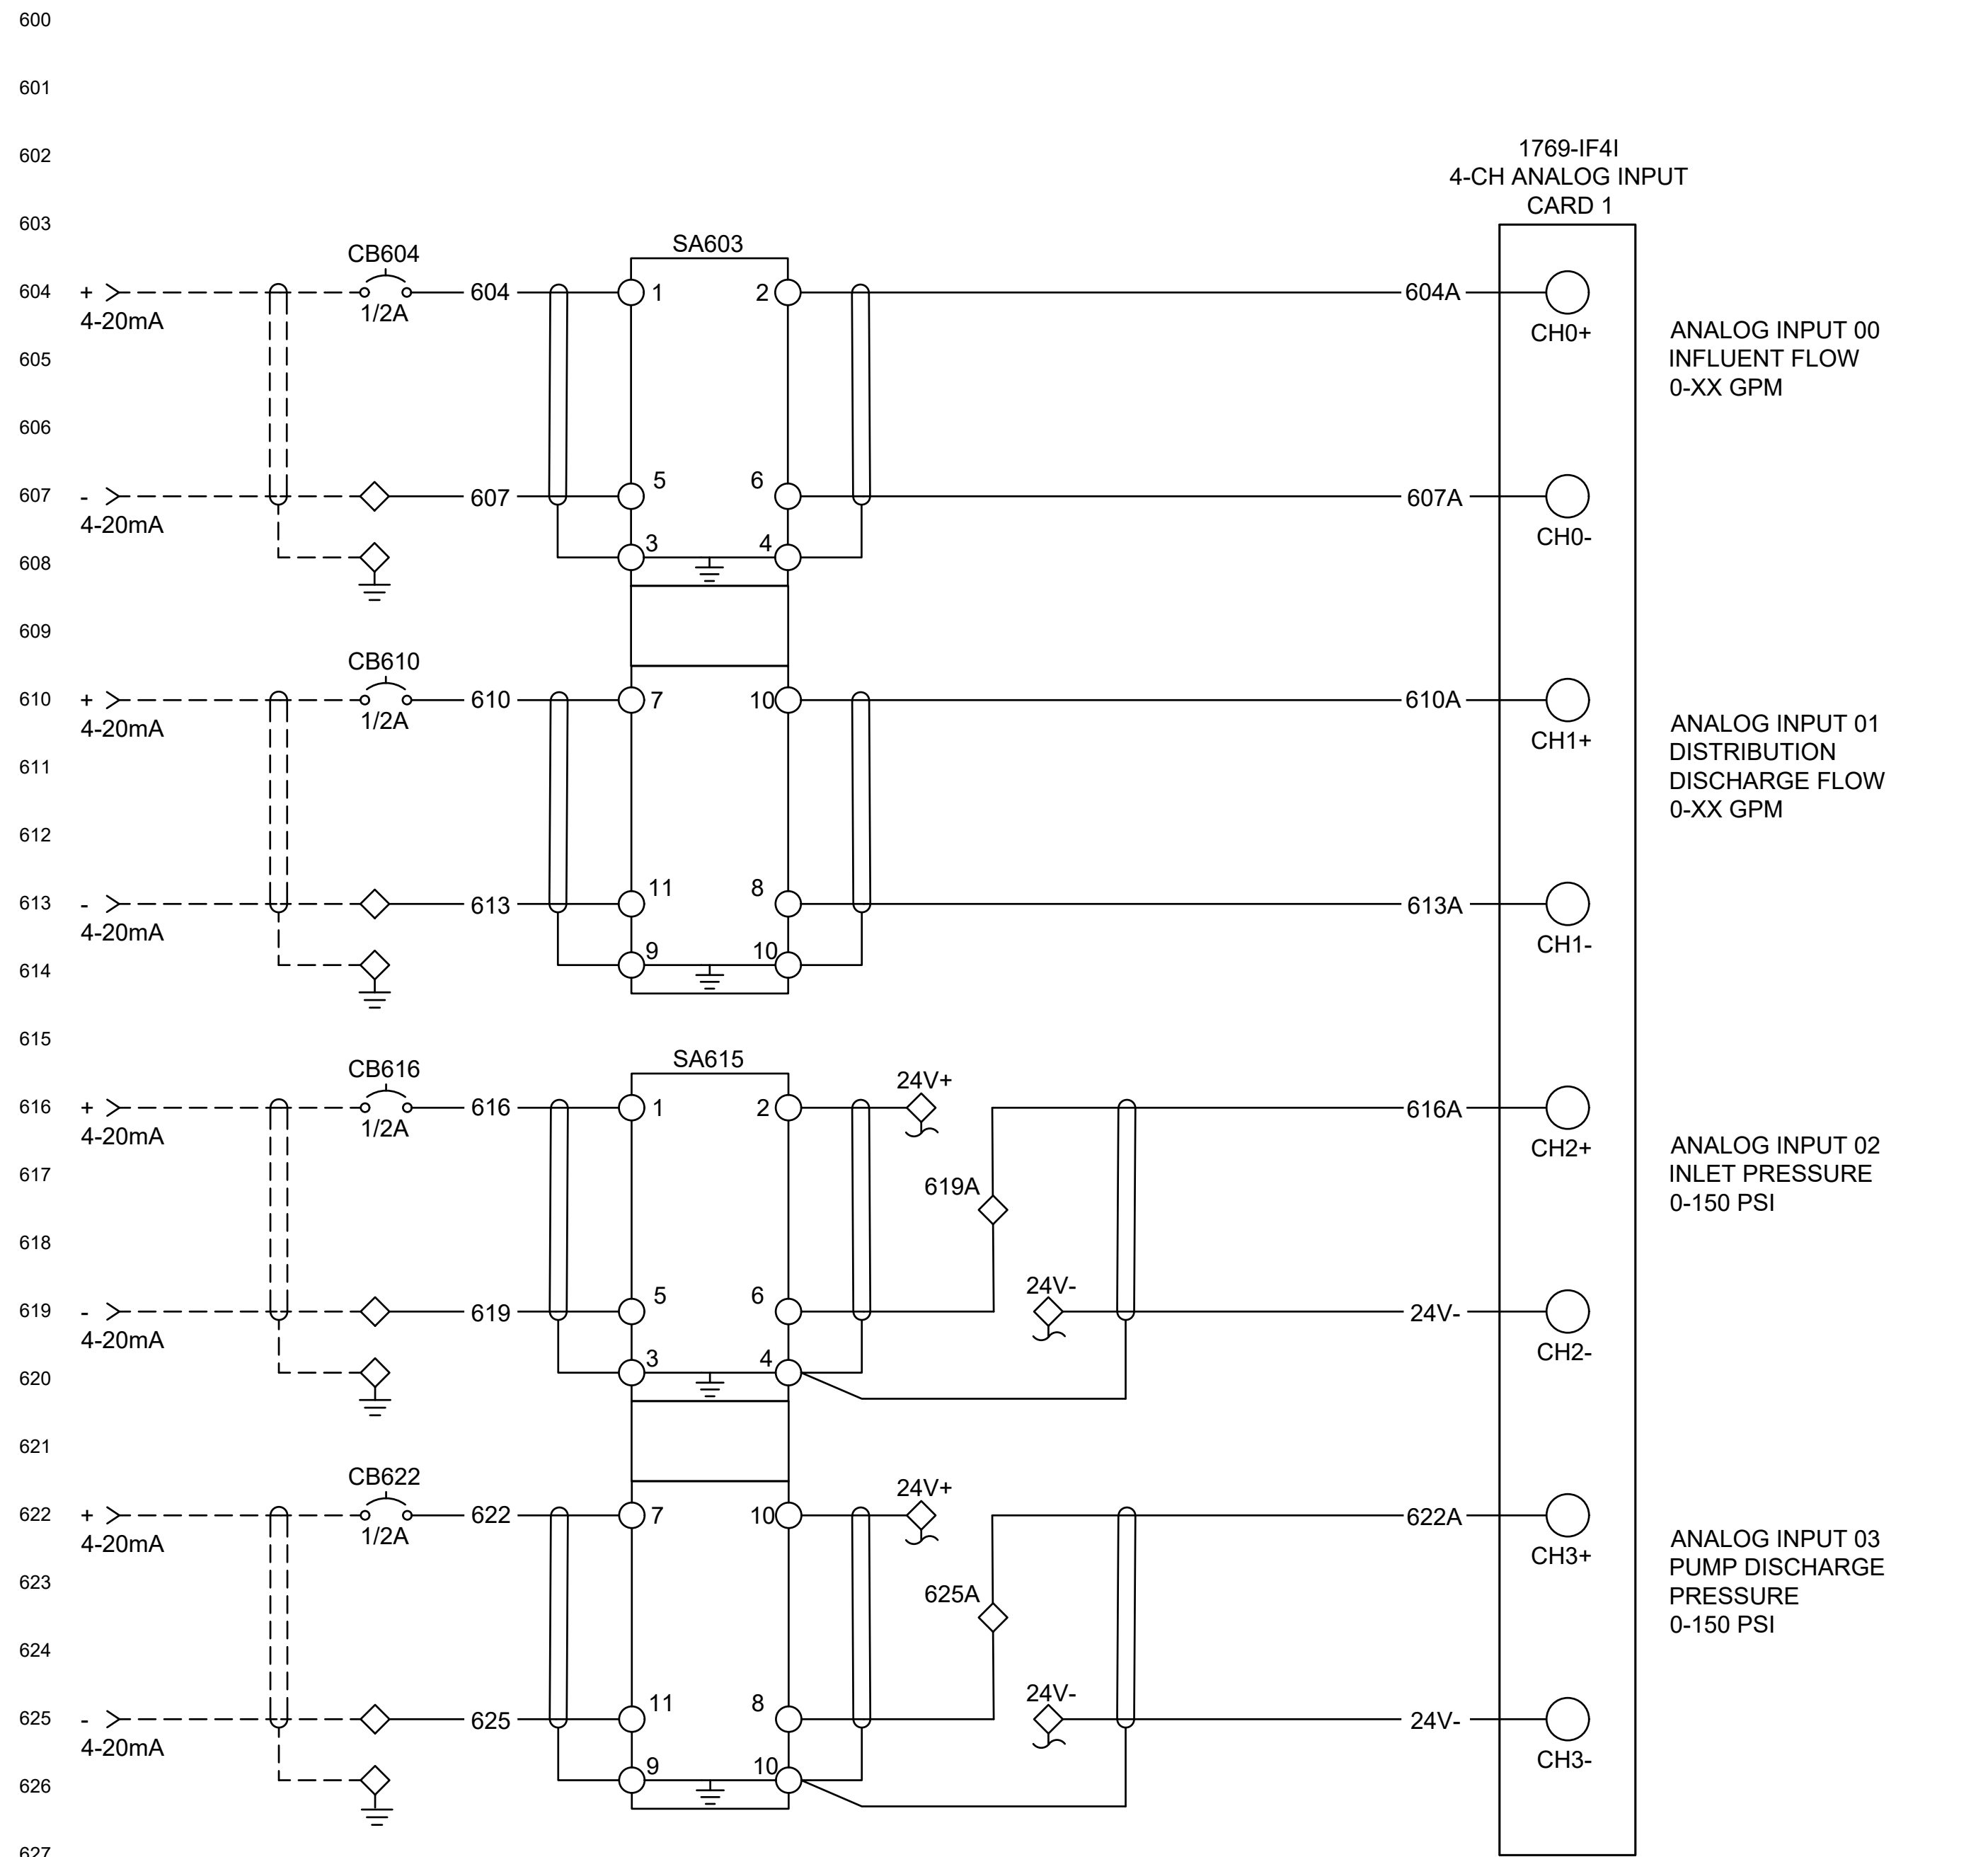 600
601
602
1769-IF4I
4-CH ANALOG INPUT
CARD 1
603
SA603
CB604
604
+
604
1
2
604A
4-20mA
1/2A
CH0+
ANALOG INPUT 00
INFLUENT FLOW
0-XX GPM
605
606
5
6
607
-
607
607A
4-20mA
CH0-
3
4
608
609
CB610
610
+
610
7
10
610A
4-20mA
1/2A
CH1+
ANALOG INPUT 01
DISTRIBUTION
DISCHARGE FLOW
0-XX GPM
611
612
11
8
613
-
613
613A
4-20mA
CH1-
9
10
614
615
SA615
CB616
24V+
616
+
616
1
2
616A
4-20mA
1/2A
CH2+
ANALOG INPUT 02
INLET PRESSURE
0-150 PSI
617
619A
618
24V-
5
6
619
-
619
24V-
4-20mA
CH2-
3
4
620
621
CB622
24V+
622
+
622
7
10
622A
4-20mA
1/2A
CH3+
ANALOG INPUT 03
PUMP DISCHARGE
PRESSURE
0-150 PSI
623
625A
624
24V-
11
8
625
-
625
24V-
4-20mA
CH3-
9
10
626
627